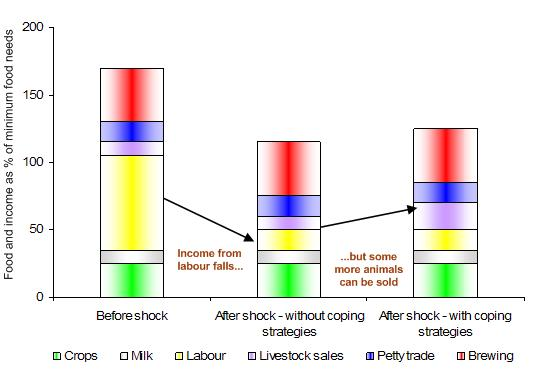 Food and income as % of minimum food needs
200
150
100
50
0
Income from
labour falls...
...but some
more animals
can be sold
Before shock
After shock - without coping
strategies
After shock - with coping
strategies
Crops Milk Labour Livestock sales Petty trade Brewing